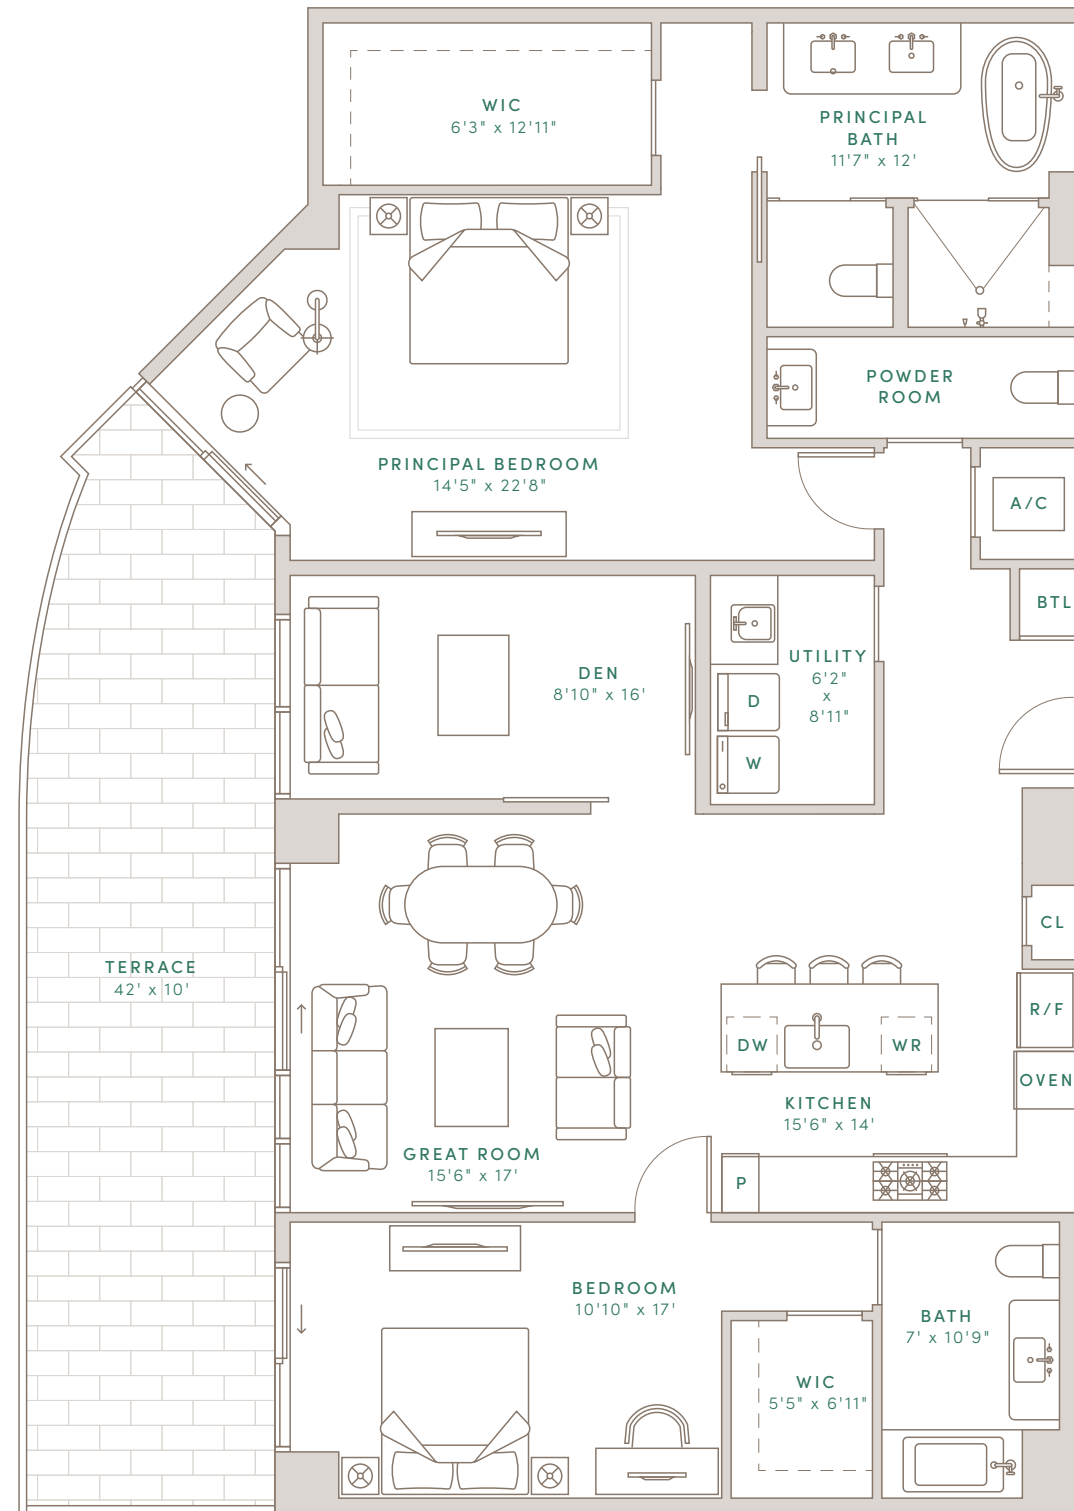 WIC
6'3" x 12'11"
PRINCIPAL
BATH
11'7" x 12'
POWDER
ROOM
PRINCIPAL BEDROOM
14'5" x 22'8"
A/C
BTL
UTILITY
6'2"
x
8'11"
DEN
8'10" x 16'
D
W
CL
TERRACE
42' x 10'
R/F
DW
WR
OVEN
KITCHEN
15'6" x 14'
GREAT ROOM
15'6" x 17'
P
BEDROOM
10'10" x 17'
BATH
7' x 10'9"
WIC
5'5" x 6'11"